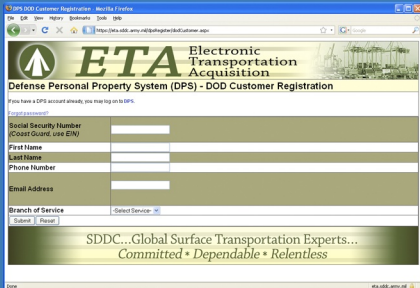 DPS DOD Customer Registration - Mozilla Firefox
File Edit View History Bookmarks Tools Help
https://eta.sddc.army.mil/dpsRegister/dodCustomer.aspx
Google
ETA Electronic
Transportation
Acquisition
Defense Personal Property System (DPS) - DOD Customer Registration
If you have a DPS account already, you may log on to DPS.
Forgot password?
Social Security Number
(Coast Guard, use EIN)
First Name
Last Name
Phone Number
Email Address
Branch of Service -Select Service-
Submit Reset
SDDC...Global Surface Transportation Experts...
Committed * Dependable * Relentless
Done eta.sddc.army.mil